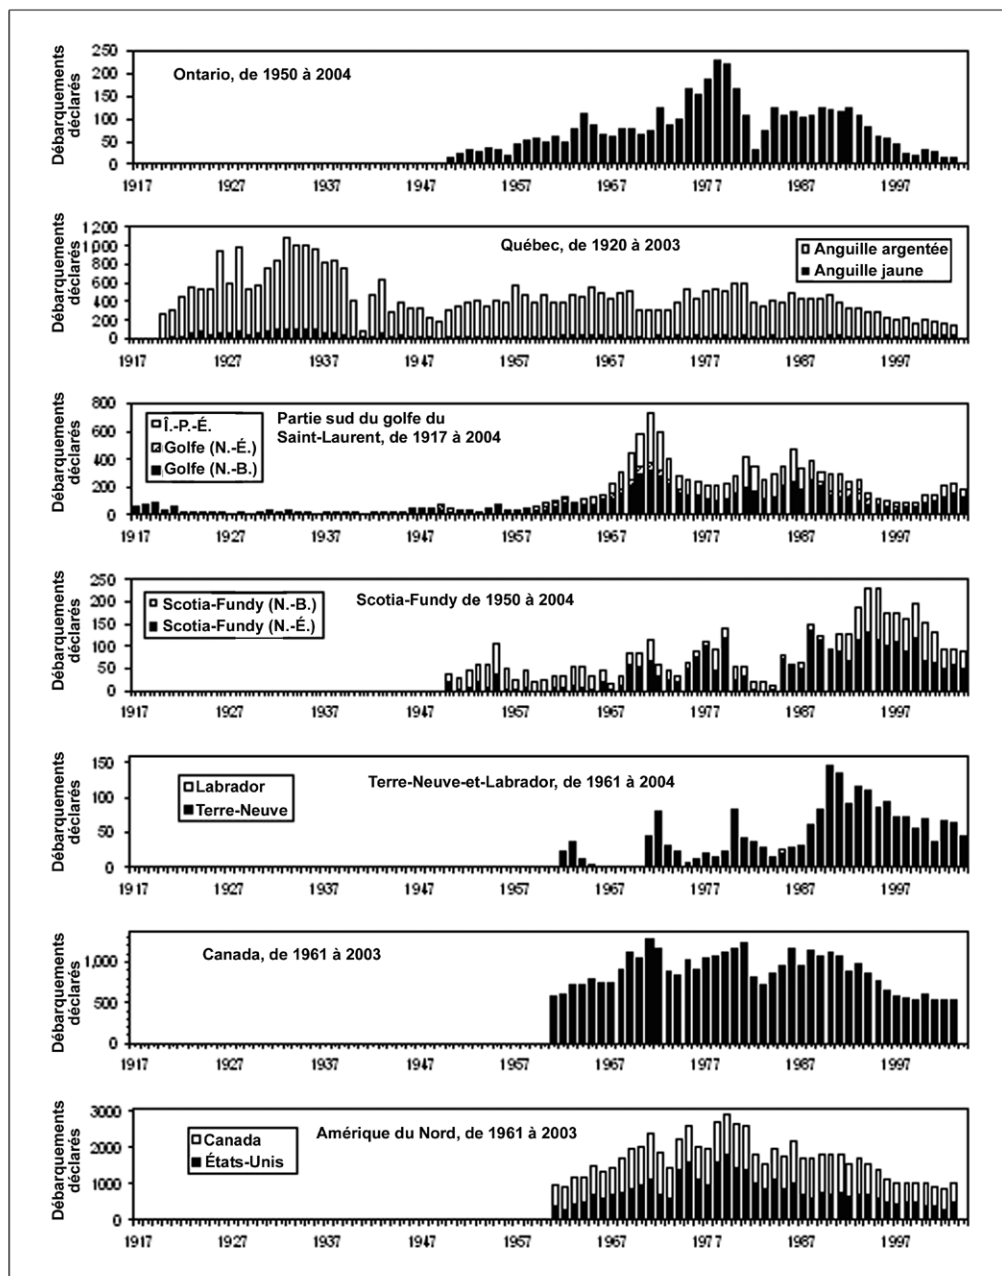 Débarquements
déclarés
250
200
150
100
50
0
Ontario, de 1950 à 2004
1917 1927 1937 1947 1957 1967 1977 1987 1997
Débarquements
déclarés
1 200
1 000
800
600
400
200
0
Québec, de 1920 à 2003
Anguille argentée
Anguille jaune
1917 1927 1937 1947 1957 1967 1977 1987 1997
Débarquements
déclarés
800
600
400
200
0
Î.-P.-É.
Golfe (N.-É.)
Golfe (N.-B.)
Partie sud du golfe du
Saint-Laurent, de 1917 à 2004
1917 1927 1937 1947 1957 1967 1977 1987 1997
Débarquements
déclarés
250
200
150
100
50
0
Scotia-Fundy (N.-B.)
Scotia-Fundy (N.-É.)
Scotia-Fundy de 1950 à 2004
1917 1927 1937 1947 1957 1967 1977 1987 1997
Débarquements
déclarés
150
100
50
0
Labrador
Terre-Neuve
Terre-Neuve-et-Labrador, de 1961 à 2004
1917 1927 1937 1947 1957 1967 1977 1987 1997
Débarquements
déclarés
1,000
500
0
Canada, de 1961 à 2003
1917 1927 1937 1947 1957 1967 1977 1987 1997
Débarquements
déclarés
3000
2000
1000
0
Canada
États-Unis
Amérique du Nord, de 1961 à 2003
1917 1927 1937 1947 1957 1967 1977 1987 1997